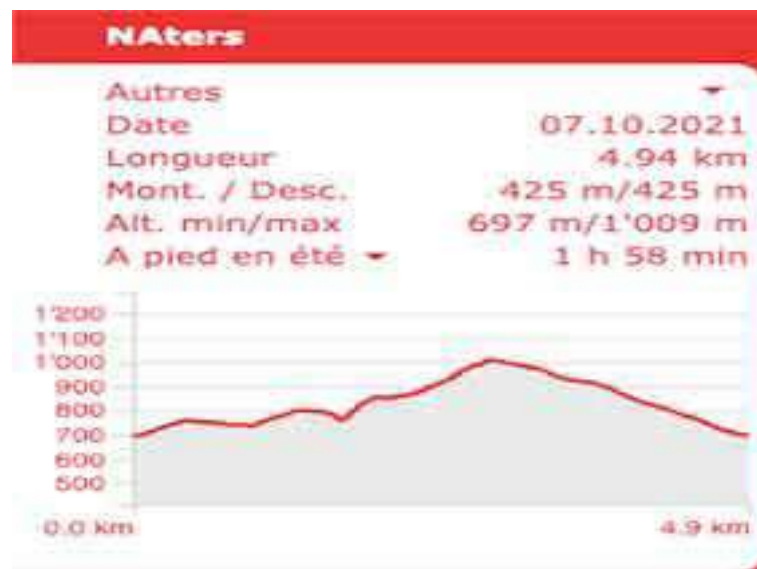 NAters
Autres
Date 07.10.2021
Longueur 4.94 km
Mont. / Desc. 425 m/425 m
Alt. min/max 697 m/1'009 m
A pied en été 1 h 58 min
1'200
1'100
1'000
900
800
700
600
500
0.0 km 4.9 km